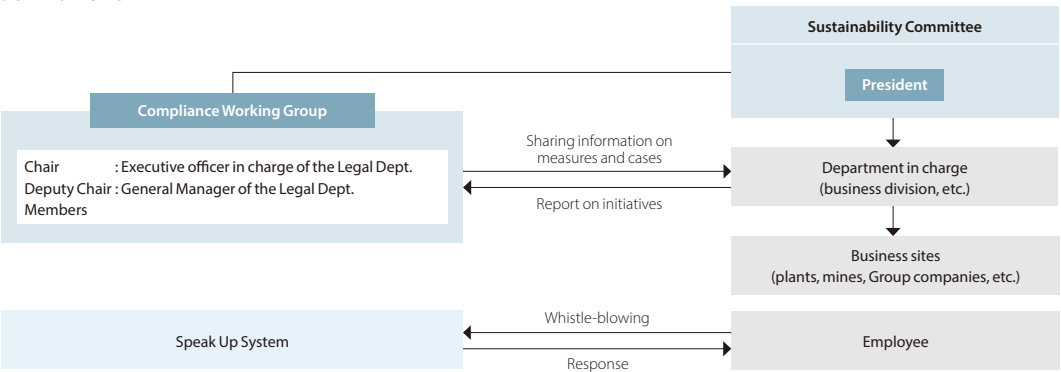 Sustainability Committee
President
Compliance Working Group
Chair : Executive officer in charge of the Legal Dept.
Deputy Chair : General Manager of the Legal Dept.
Members
Sharing information on
measures and cases
Report on initiatives
Department in charge
(business division, etc.)
Business sites
(plants, mines, Group companies, etc.)
Speak Up System
Whistle-blowing
Response
Employee